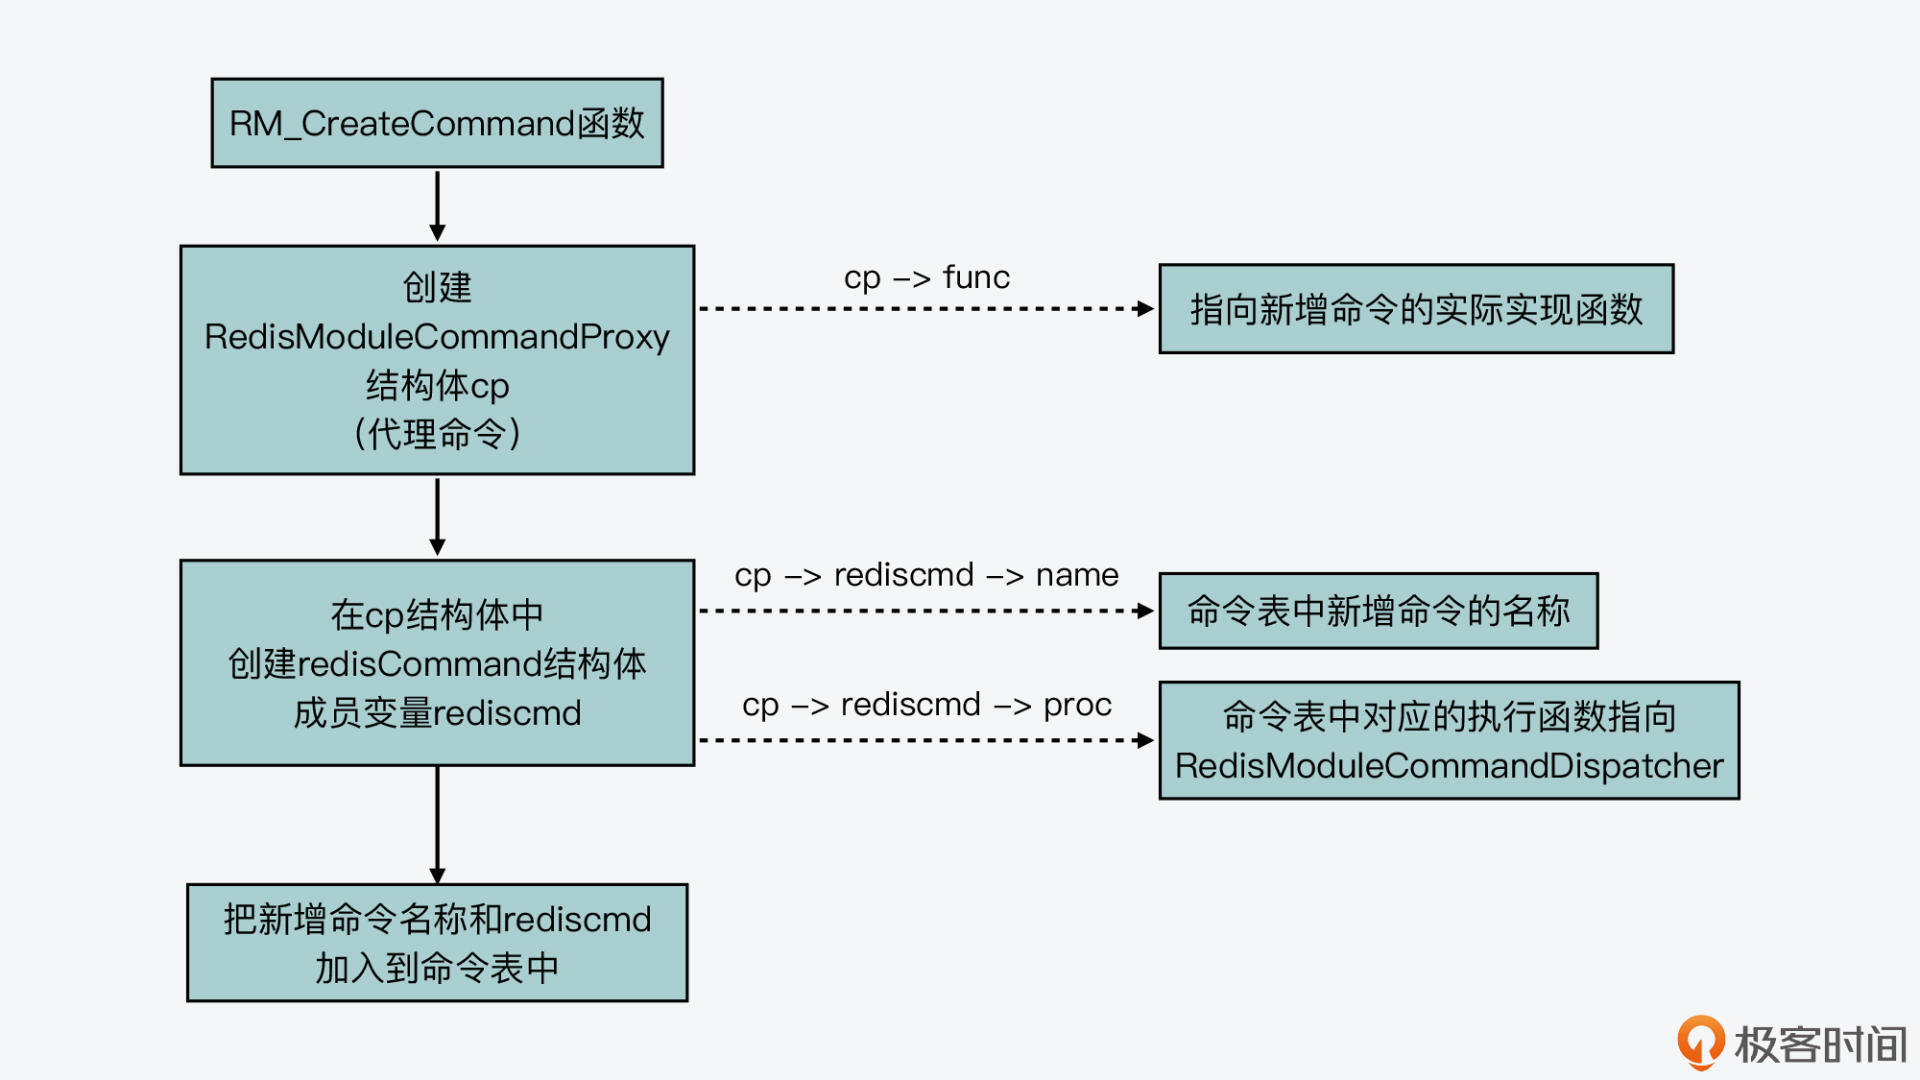 RM_CreateCommand函数
创建
RedisModuleCommandProxy
结构体cp
（代理命令）
cp -> func
指向新增命令的实际实现函数
在cp结构体中
创建redisCommand结构体
成员变量rediscmd
cp -> rediscmd -> name
命令表中新增命令的名称
cp -> rediscmd -> proc
命令表中对应的执行函数指向
RedisModuleCommandDispatcher
把新增命令名称和rediscmd
加入到命令表中
极客时间